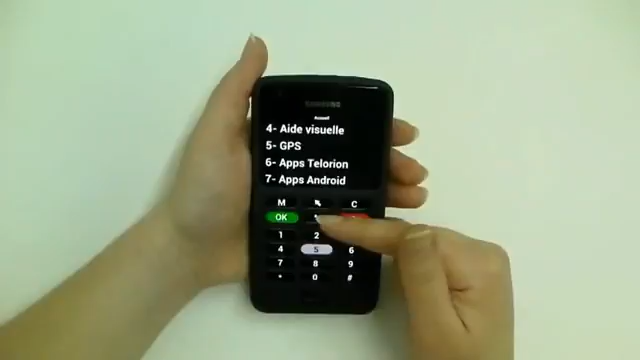 SAMSUNG
Accueil
4- Aide visuelle
5- GPS
6- Apps Telorion
7- Apps Android
M C
OK
1 2
4 5 6
7 8 9
* 0 #